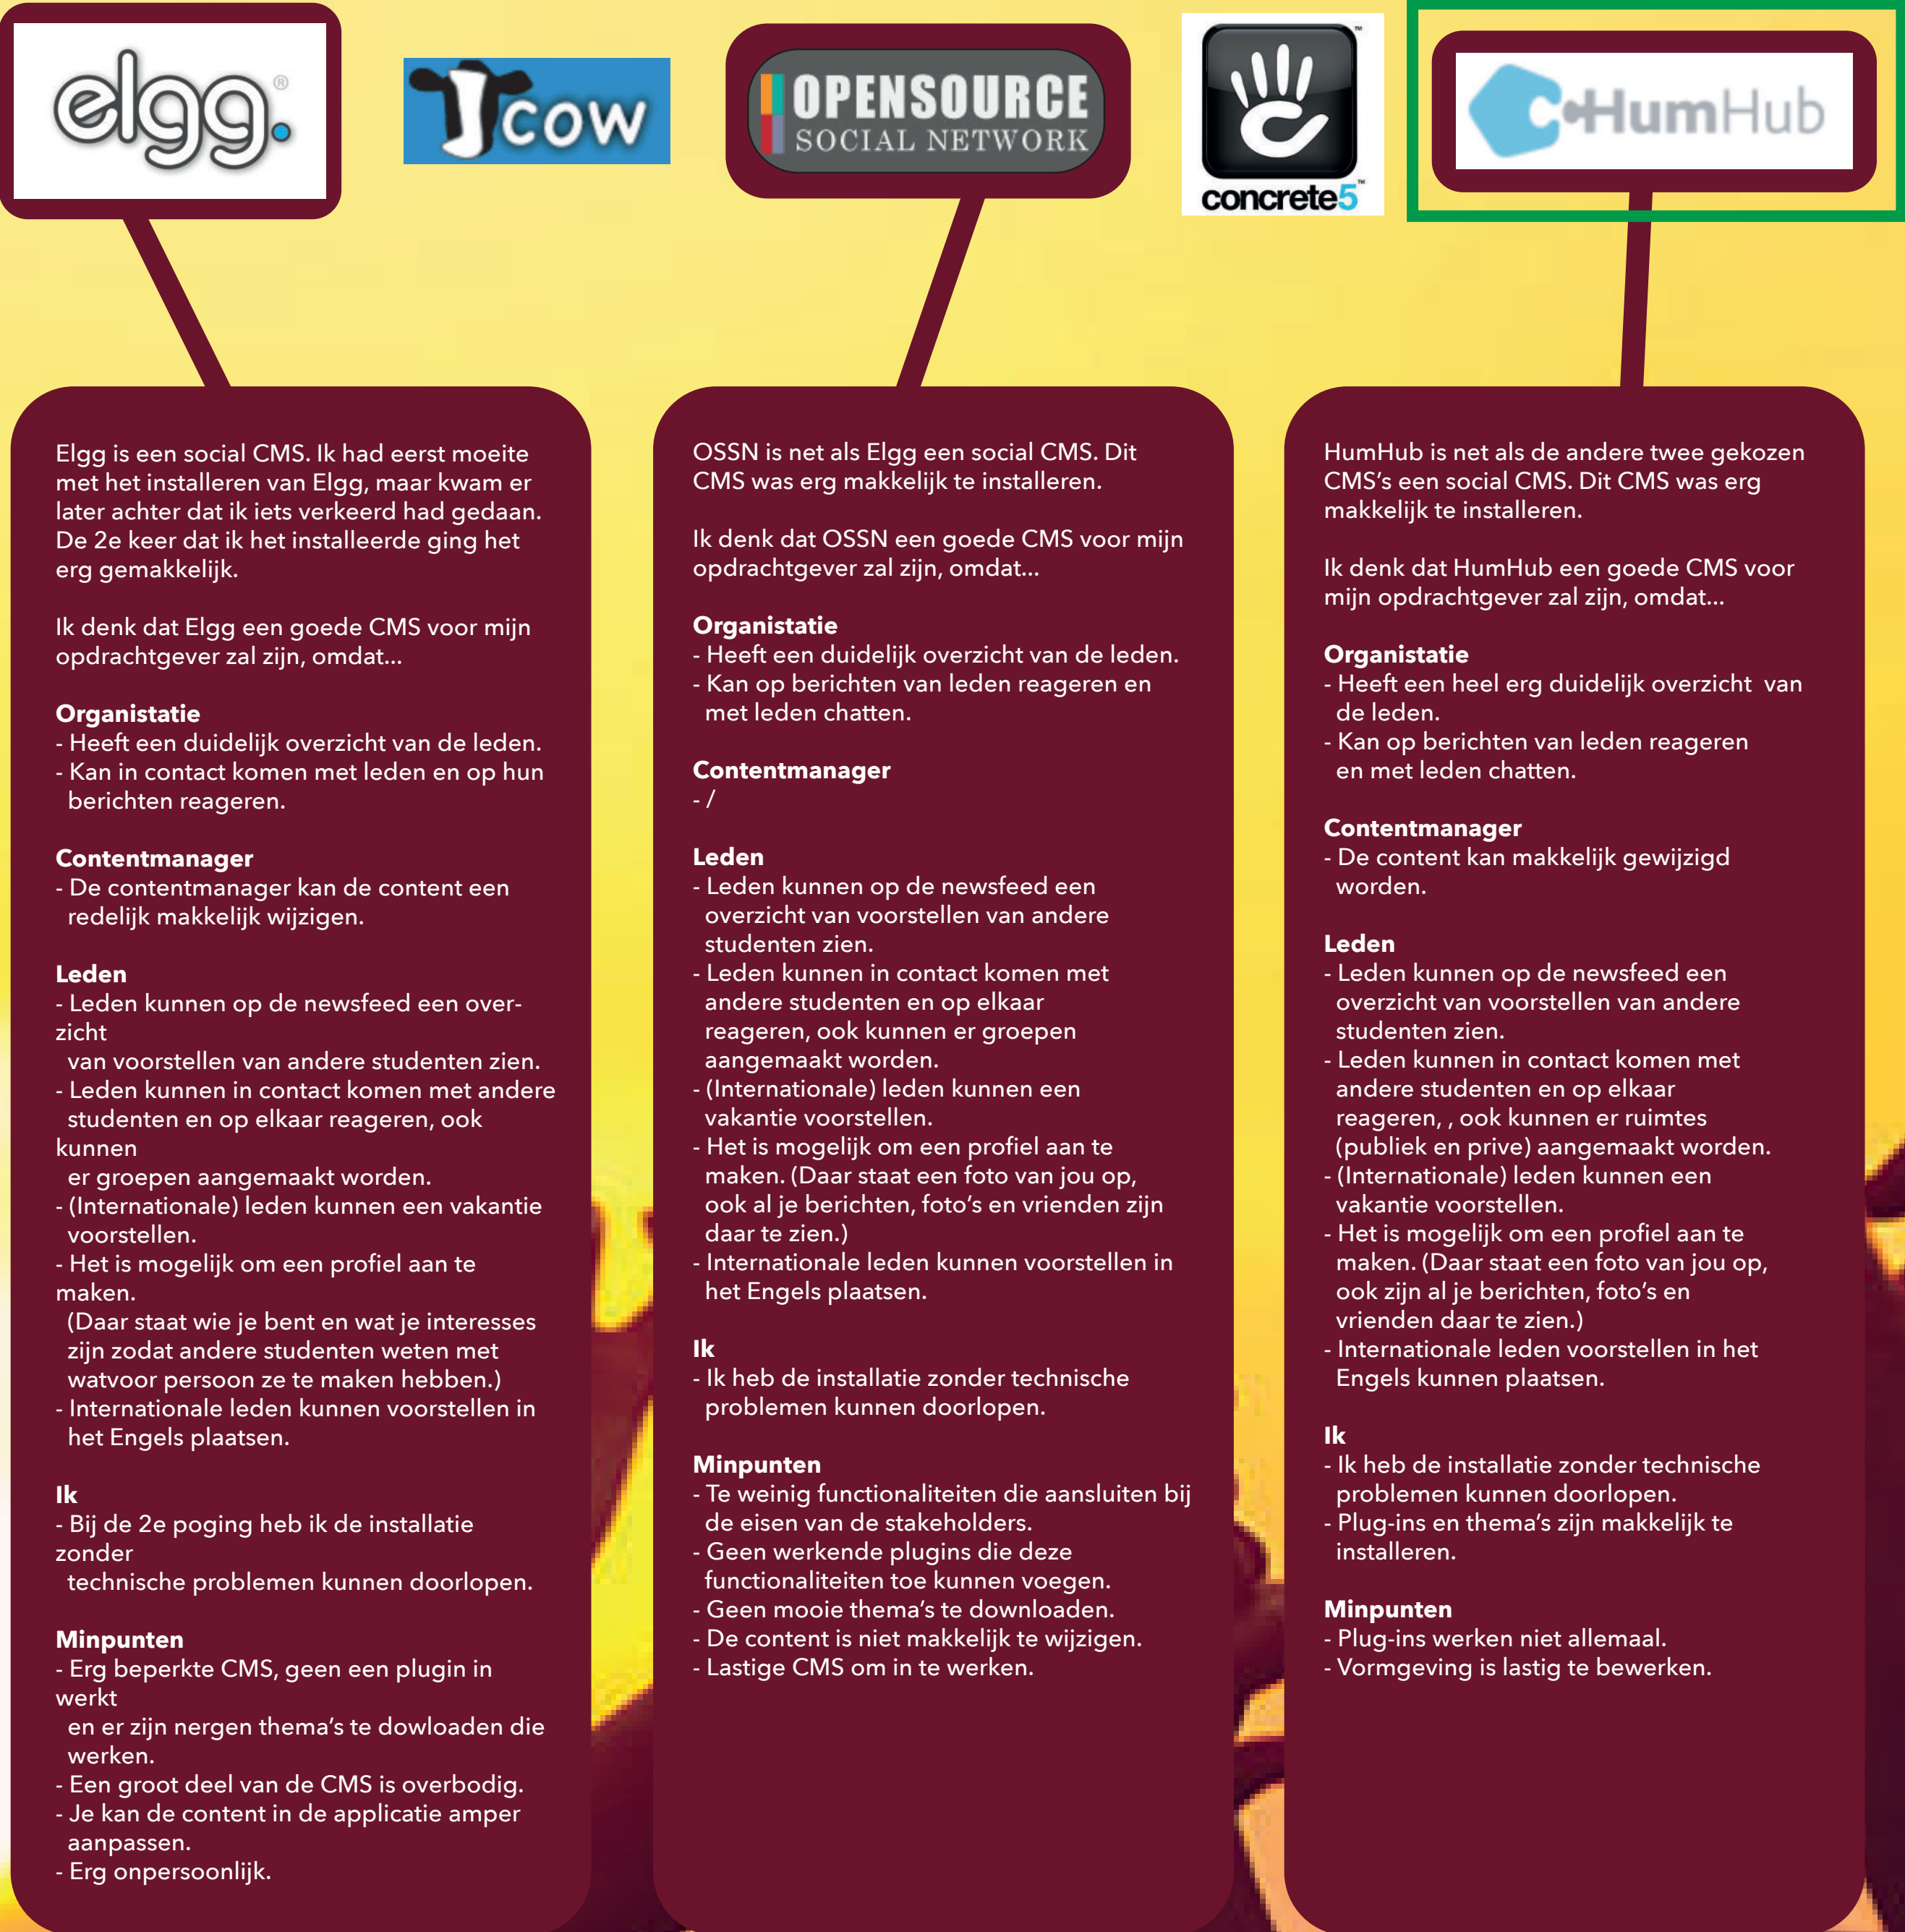 elgg.®
Jcow
OPENSOURCE
SOCIAL NETWORK
™
concrete5™
HumHub
Elgg is een social CMS. Ik had eerst moeite
met het installeren van Elgg, maar kwam er
later achter dat ik iets verkeerd had gedaan.
De 2e keer dat ik het installeerde ging het
erg gemakkelijk.
Ik denk dat Elgg een goede CMS voor mijn
opdrachtgever zal zijn, omdat...
Organistatie
- Heeft een duidelijk overzicht van de leden.
- Kan in contact komen met leden en op hun
berichten reageren.
Contentmanager
- De contentmanager kan de content een
redelijk makkelijk wijzigen.
Leden
- Leden kunnen op de newsfeed een over-
zicht
van voorstellen van andere studenten zien.
- Leden kunnen in contact komen met andere
studenten en op elkaar reageren, ook
kunnen
er groepen aangemaakt worden.
- (Internationale) leden kunnen een vakantie
voorstellen.
- Het is mogelijk om een profiel aan te
maken.
(Daar staat wie je bent en wat je interesses
zijn zodat andere studenten weten met
watvoor persoon ze te maken hebben.)
- Internationale leden kunnen voorstellen in
het Engels plaatsen.
Ik
- Bij de 2e poging heb ik de installatie
zonder
technische problemen kunnen doorlopen.
Minpunten
- Erg beperkte CMS, geen een plugin in
werkt
en er zijn nergen thema's te dowloaden die
werken.
- Een groot deel van de CMS is overbodig.
- Je kan de content in de applicatie amper
aanpassen.
- Erg onpersoonlijk.
OSSN is net als Elgg een social CMS. Dit
CMS was erg makkelijk te installeren.
Ik denk dat OSSN een goede CMS voor mijn
opdrachtgever zal zijn, omdat...
Organistatie
- Heeft een duidelijk overzicht van de leden.
- Kan op berichten van leden reageren en
met leden chatten.
Contentmanager
- /
Leden
- Leden kunnen op de newsfeed een
overzicht van voorstellen van andere
studenten zien.
- Leden kunnen in contact komen met
andere studenten en op elkaar
reageren, ook kunnen er groepen
aangemaakt worden.
- (Internationale) leden kunnen een
vakantie voorstellen.
- Het is mogelijk om een profiel aan te
maken. (Daar staat een foto van jou op,
ook al je berichten, foto's en vrienden zijn
daar te zien.)
- Internationale leden kunnen voorstellen in
het Engels plaatsen.
Ik
- Ik heb de installatie zonder technische
problemen kunnen doorlopen.
Minpunten
- Te weinig functionaliteiten die aansluiten bij
de eisen van de stakeholders.
- Geen werkende plugins die deze
functionaliteiten toe kunnen voegen.
- Geen mooie thema's te downloaden.
- De content is niet makkelijk te wijzigen.
- Lastige CMS om in te werken.
HumHub is net als de andere twee gekozen
CMS's een social CMS. Dit CMS was erg
makkelijk te installeren.
Ik denk dat HumHub een goede CMS voor
mijn opdrachtgever zal zijn, omdat...
Organistatie
- Heeft een heel erg duidelijk overzicht van
de leden.
- Kan op berichten van leden reageren
en met leden chatten.
Contentmanager
- De content kan makkelijk gewijzigd
worden.
Leden
- Leden kunnen op de newsfeed een
overzicht van voorstellen van andere
studenten zien.
- Leden kunnen in contact komen met
andere studenten en op elkaar
reageren, , ook kunnen er ruimtes
(publiek en prive) aangemaakt worden.
- (Internationale) leden kunnen een
vakantie voorstellen.
- Het is mogelijk om een profiel aan te
maken. (Daar staat een foto van jou op,
ook zijn al je berichten, foto's en
vrienden daar te zien.)
- Internationale leden voorstellen in het
Engels kunnen plaatsen.
Ik
- Ik heb de installatie zonder technische
problemen kunnen doorlopen.
- Plug-ins en thema's zijn makkelijk te
installeren.
Minpunten
- Plug-ins werken niet allemaal.
- Vormgeving is lastig te bewerken.